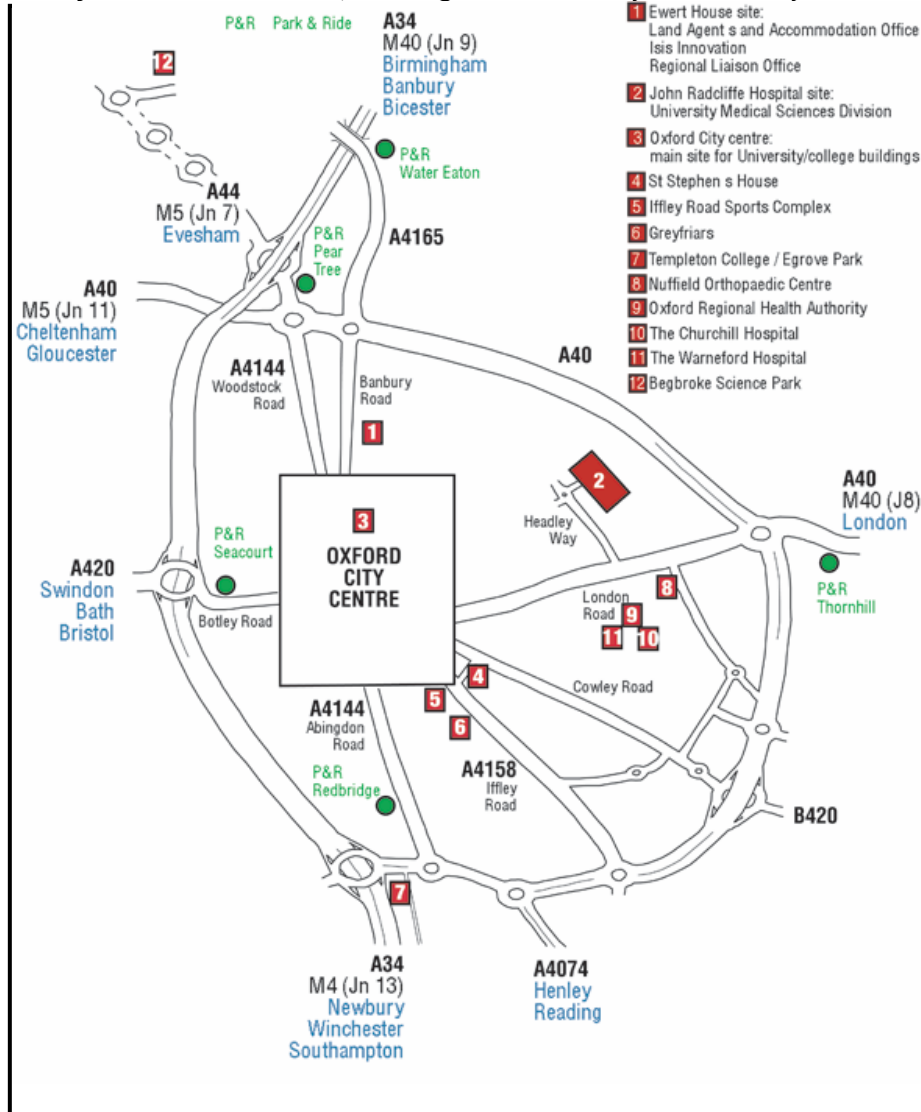 P&R Park & Ride
A34
M40 (Jn 9)
Birmingham
Banbury
Bicester
12
P&R
Water Eaton
A44
M5 (Jn 7)
Evesham
P&R
Pear
Tree
A4165
A40
M5 (Jn 11)
Cheltenham
Gloucester
A4144
Woodstock
Road
Banbury
Road
A40
1
2
Headley
Way
A40
M40 (J8)
London
P&R
Thornhill
3
OXFORD
CITY
CENTRE
P&R
Seacourt
A420
Swindon
Bath
Bristol
Botley Road
London
Road
8
9
11
10
Cowley Road
4
5
6
A4144
Abingdon
Road
A4158
Iffley
Road
P&R
Redbridge
B420
7
A34
M4 (Jn 13)
Newbury
Winchester
Southampton
A4074
Henley
Reading
1 Ewert House site:
Land Agent s and Accommodation Office
Isis Innovation
Regional Liaison Office
2 John Radcliffe Hospital site:
University Medical Sciences Division
3 Oxford City centre:
main site for University/college buildings
4 St Stephen s House
5 Iffley Road Sports Complex
6 Greyfriars
7 Templeton College / Egrove Park
8 Nuffield Orthopaedic Centre
9 Oxford Regional Health Authority
10 The Churchill Hospital
11 The Warneford Hospital
12 Begbroke Science Park